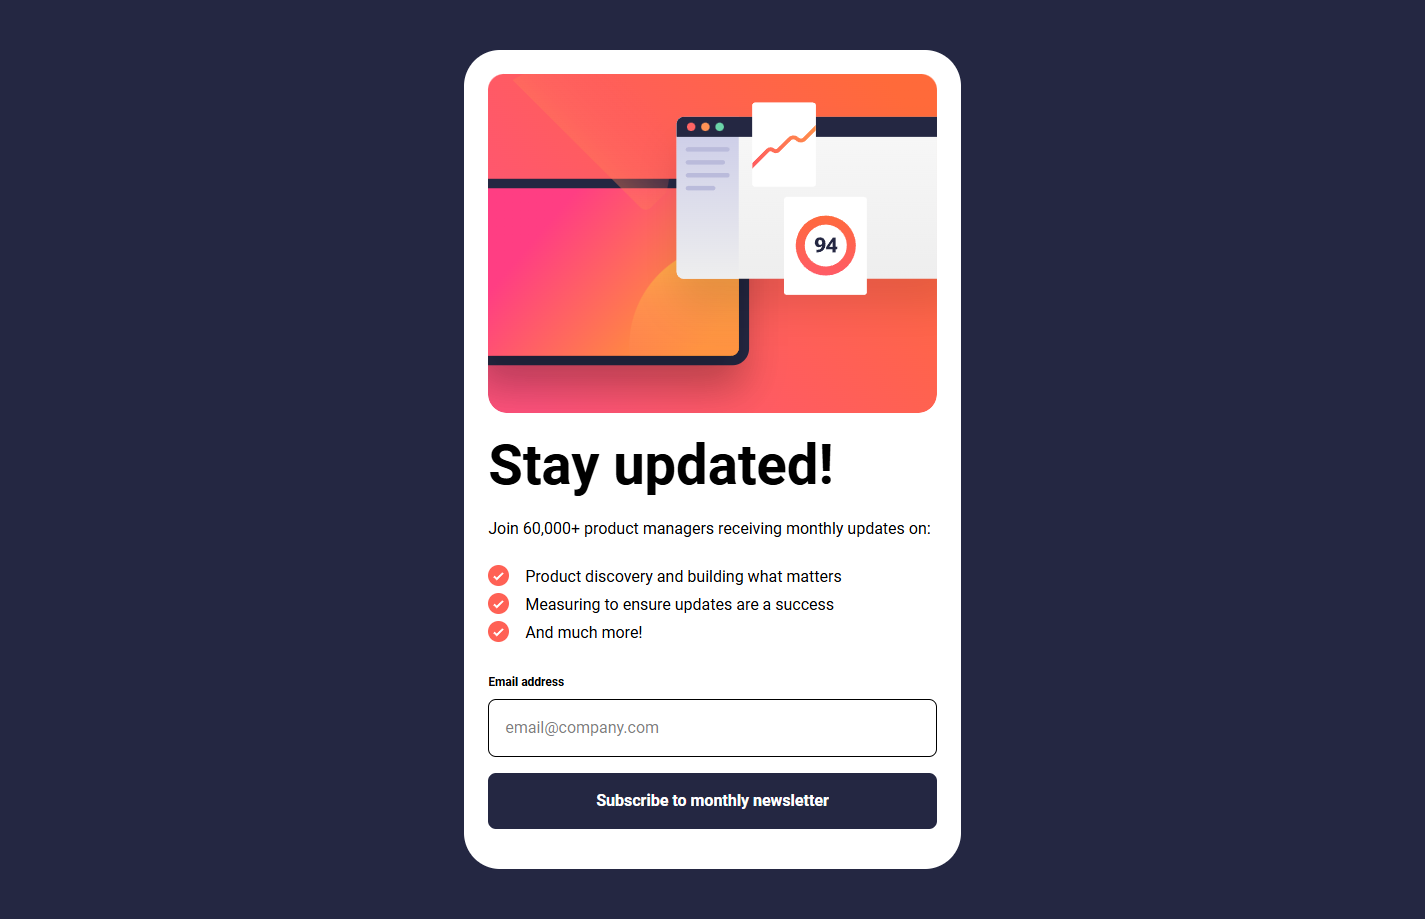 94
Stay updated!
Join 60,000+ product managers receiving monthly updates on:
Product discovery and building what matters
Measuring to ensure updates are a success
And much more!
Email address
email@company.com
Subscribe to monthly newsletter